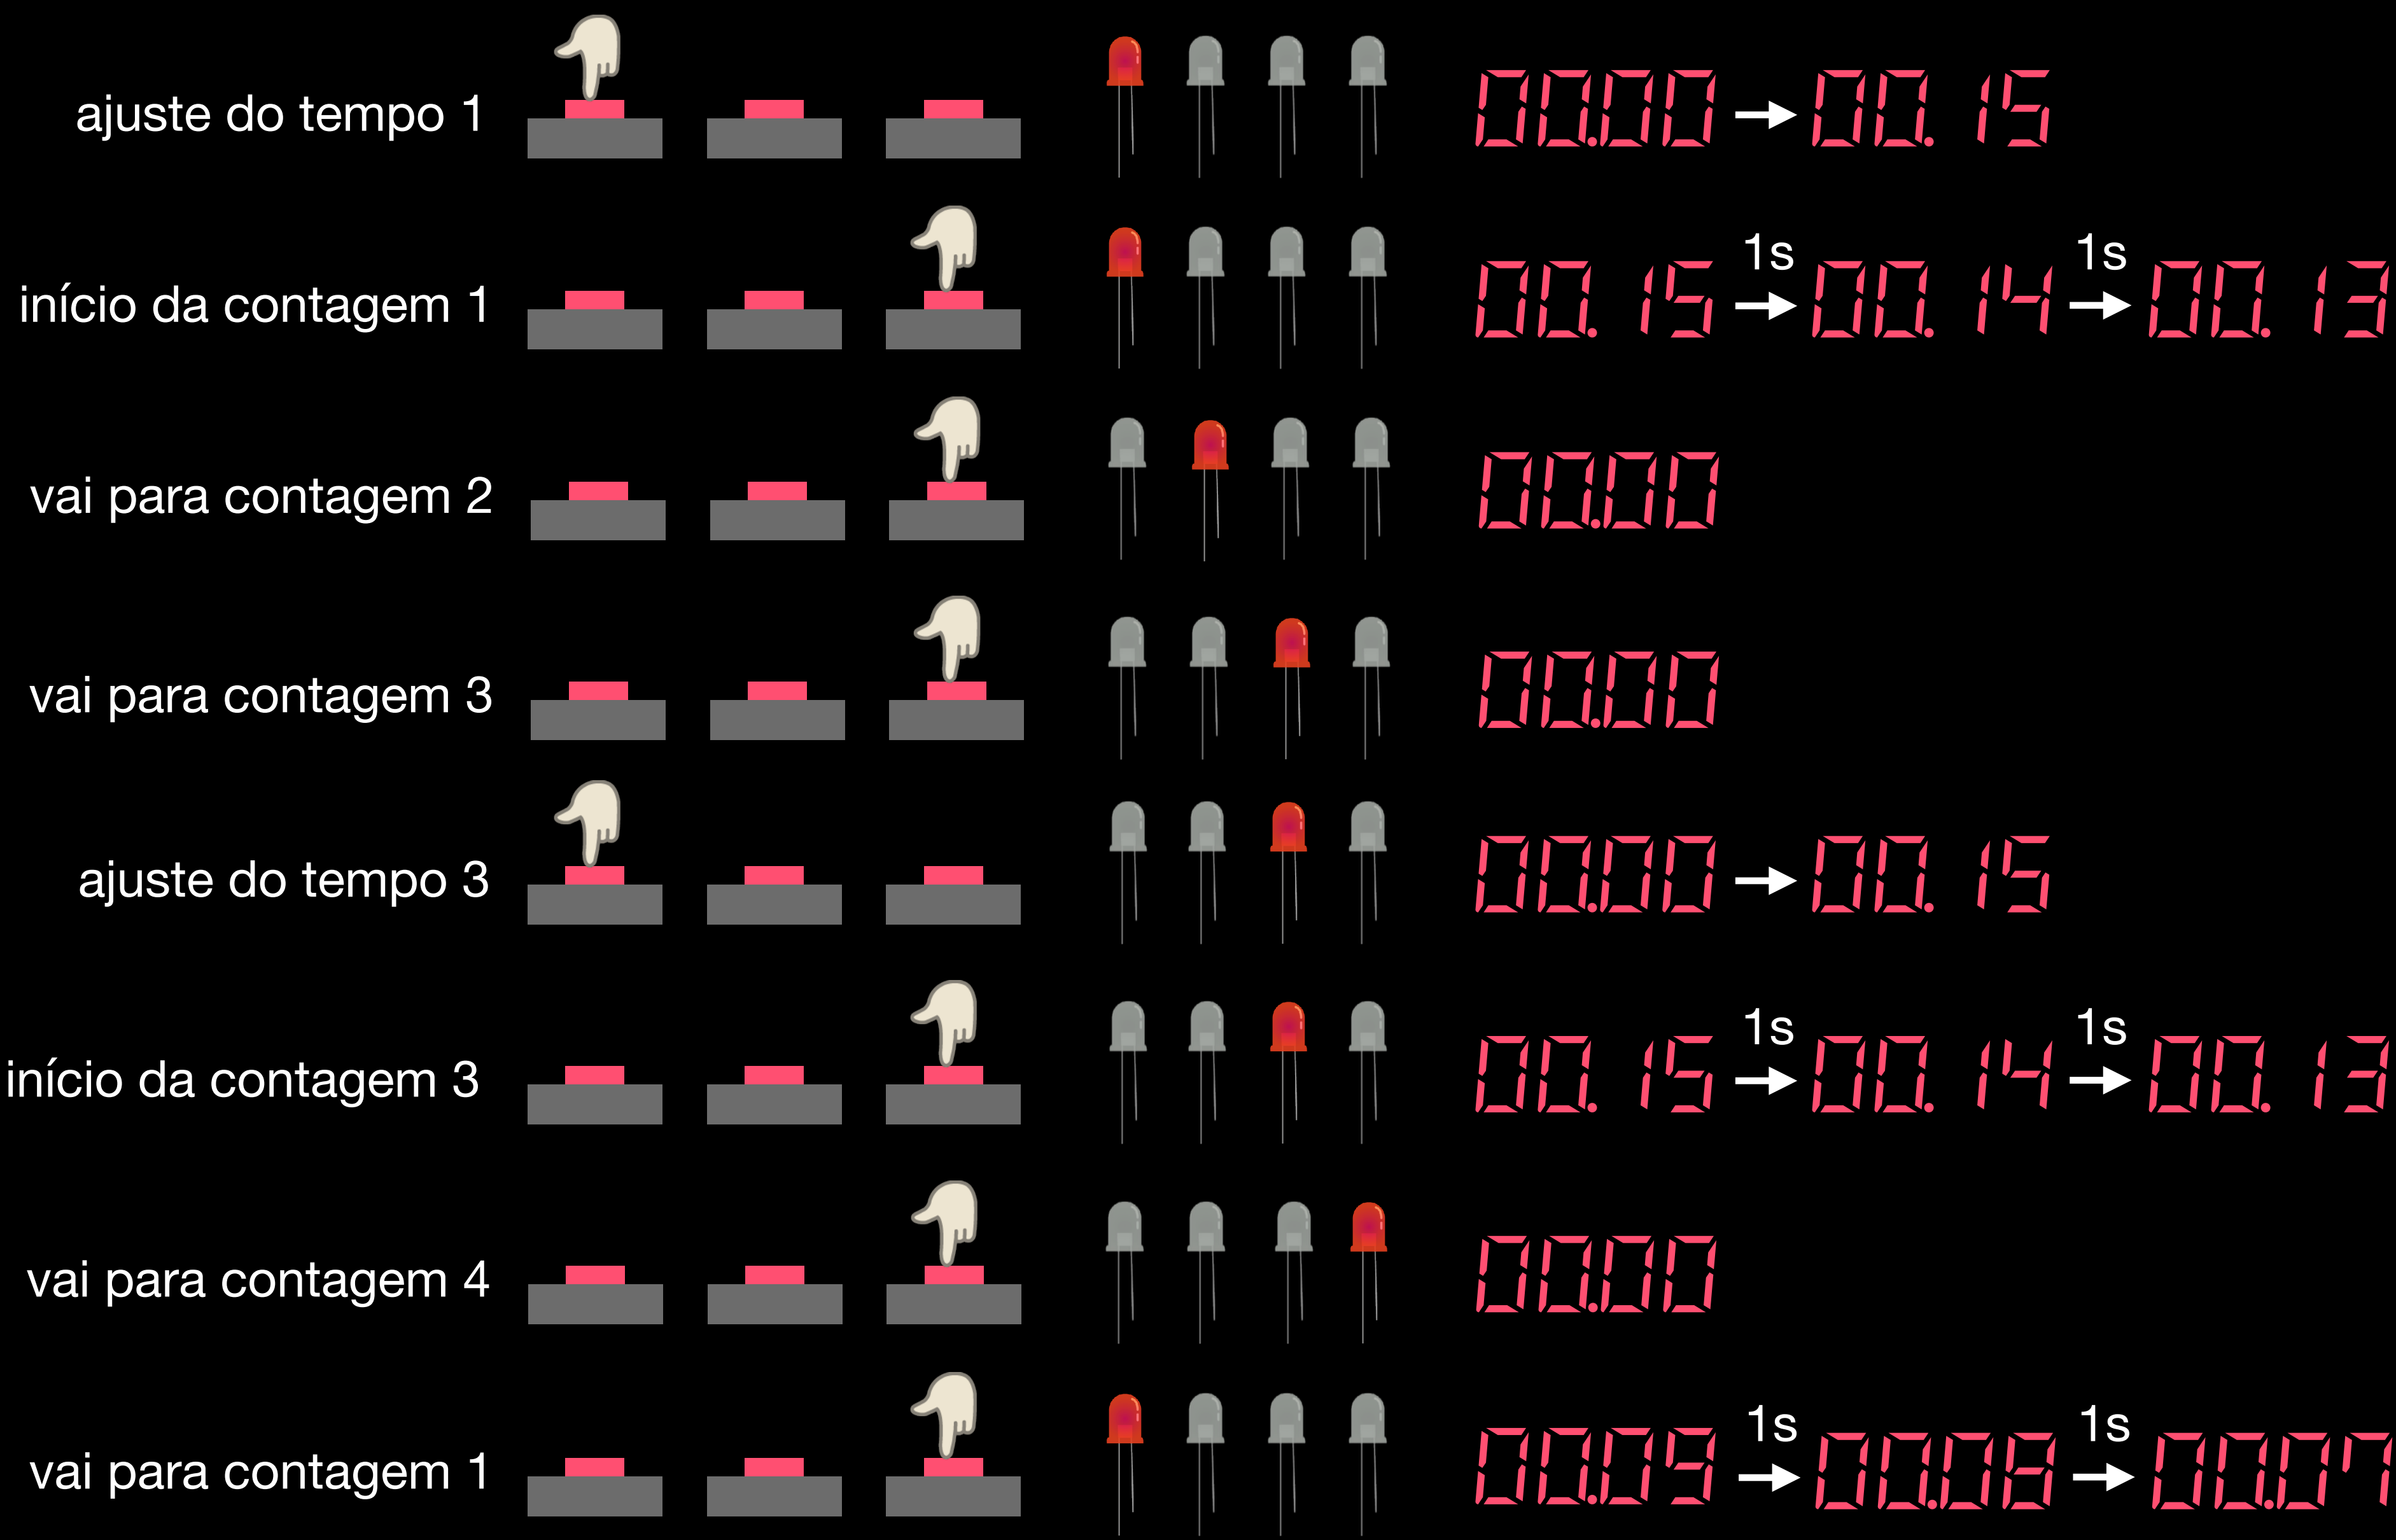 ajuste do tempo 1 00.00 00.15
início da contagem 1 00.15 1s 00.14 1s 00.13
vai para contagem 2 00.00
vai para contagem 3 00.00
ajuste do tempo 3 00.00 00.15
início da contagem 3 00.15 1s 00.14 1s 00.13
vai para contagem 4 00.00
vai para contagem 1 00.09 1s 00.08 1s 00.07